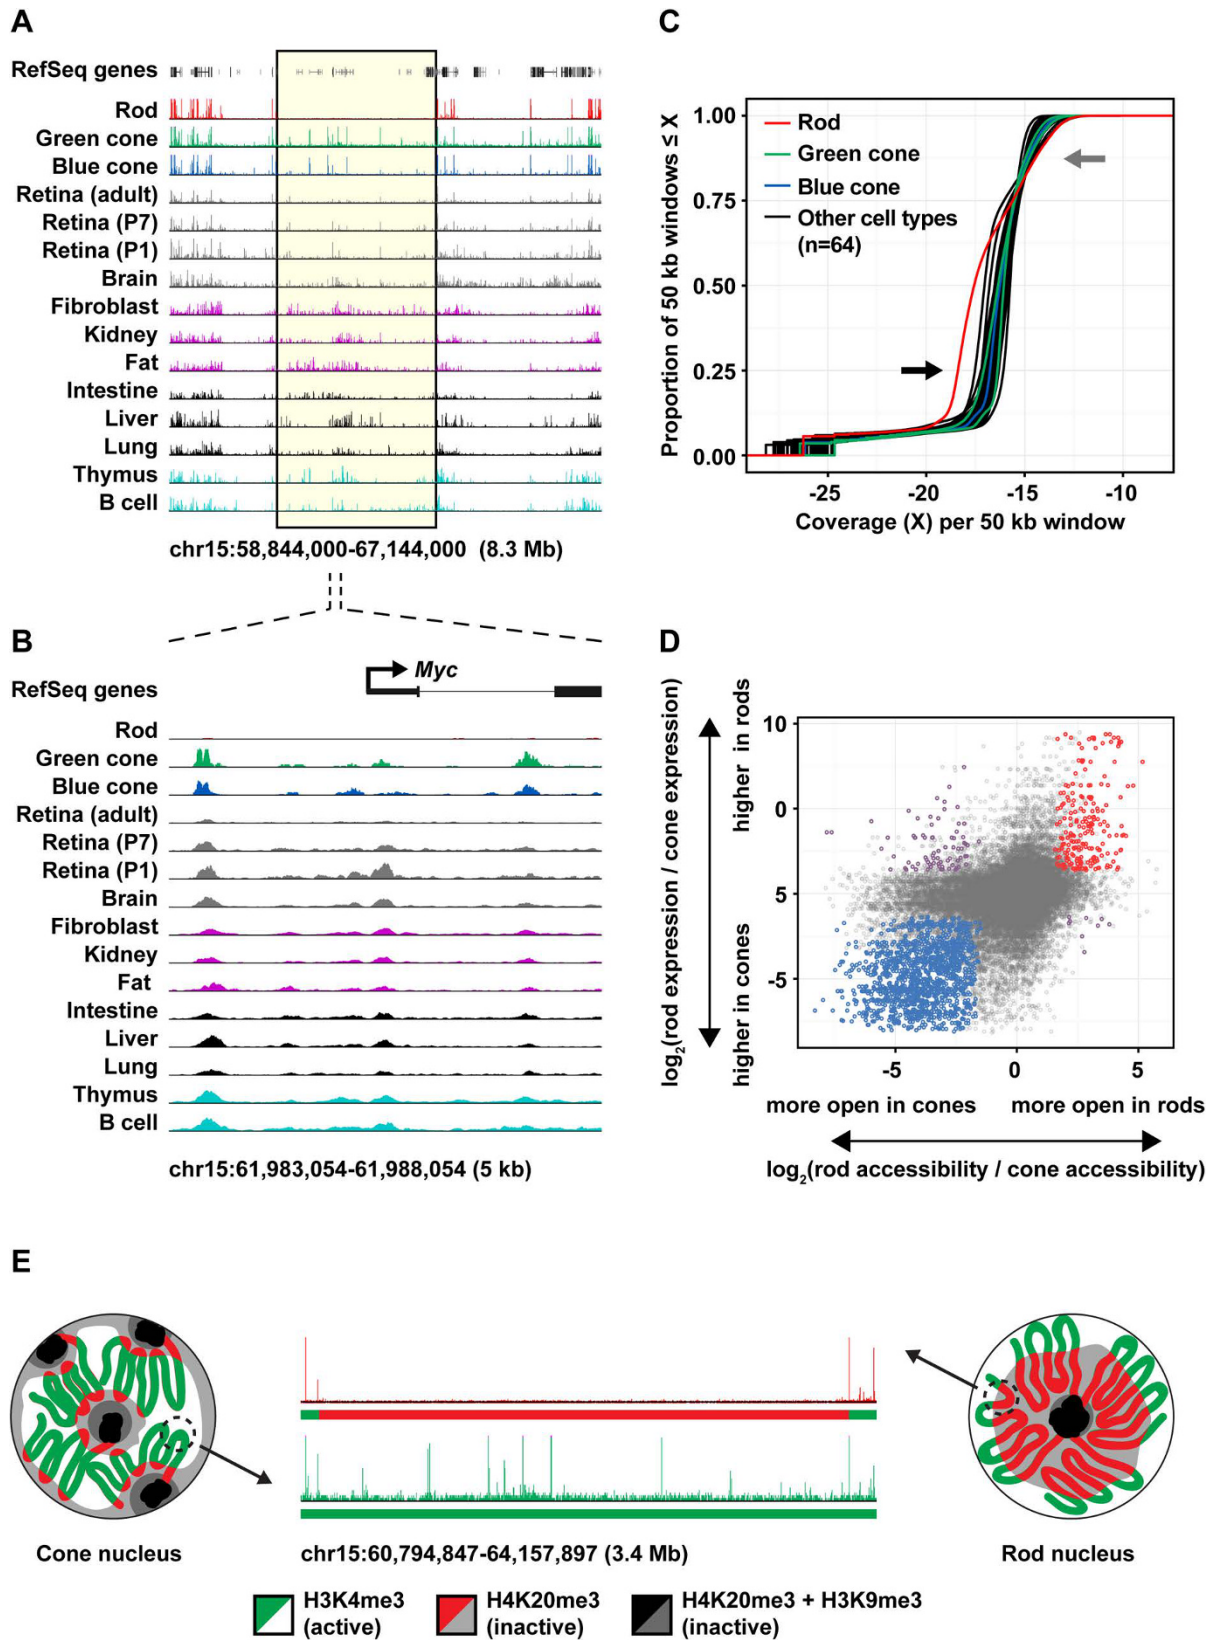 A
RefSeq genes
Rod
Green cone
Blue cone
Retina (adult)
Retina (P7)
Retina (P1)
Brain
Fibroblast
Kidney
Fat
Intestine
Liver
Lung
Thymus
B cell
chr15:58,844,000-67,144,000 (8.3 Mb)
B
Myc
RefSeq genes
Rod
Green cone
Blue cone
Retina (adult)
Retina (P7)
Retina (P1)
Brain
Fibroblast
Kidney
Fat
Intestine
Liver
Lung
Thymus
B cell
chr15:61,983,054-61,988,054 (5 kb)
C
Proportion of 50 kb windows ≤ X
1.00
0.75
0.50
0.25
0.00
Rod
Green cone
Blue cone
Other cell types
(n=64)
-25
-20
-15
-10
Coverage (X) per 50 kb window
D
log2(rod expression / cone expression)
higher in cones
higher in rods
10
0
5
-5
-5
0
5
more open in cones
more open in rods
log2(rod accessibility / cone accessibility)
E
Cone nucleus
chr15:60,794,847-64,157,897 (3.4 Mb)
Rod nucleus
H3K4me3
(active)
H4K20me3
(inactive)
H4K20me3 + H3K9me3
(inactive)